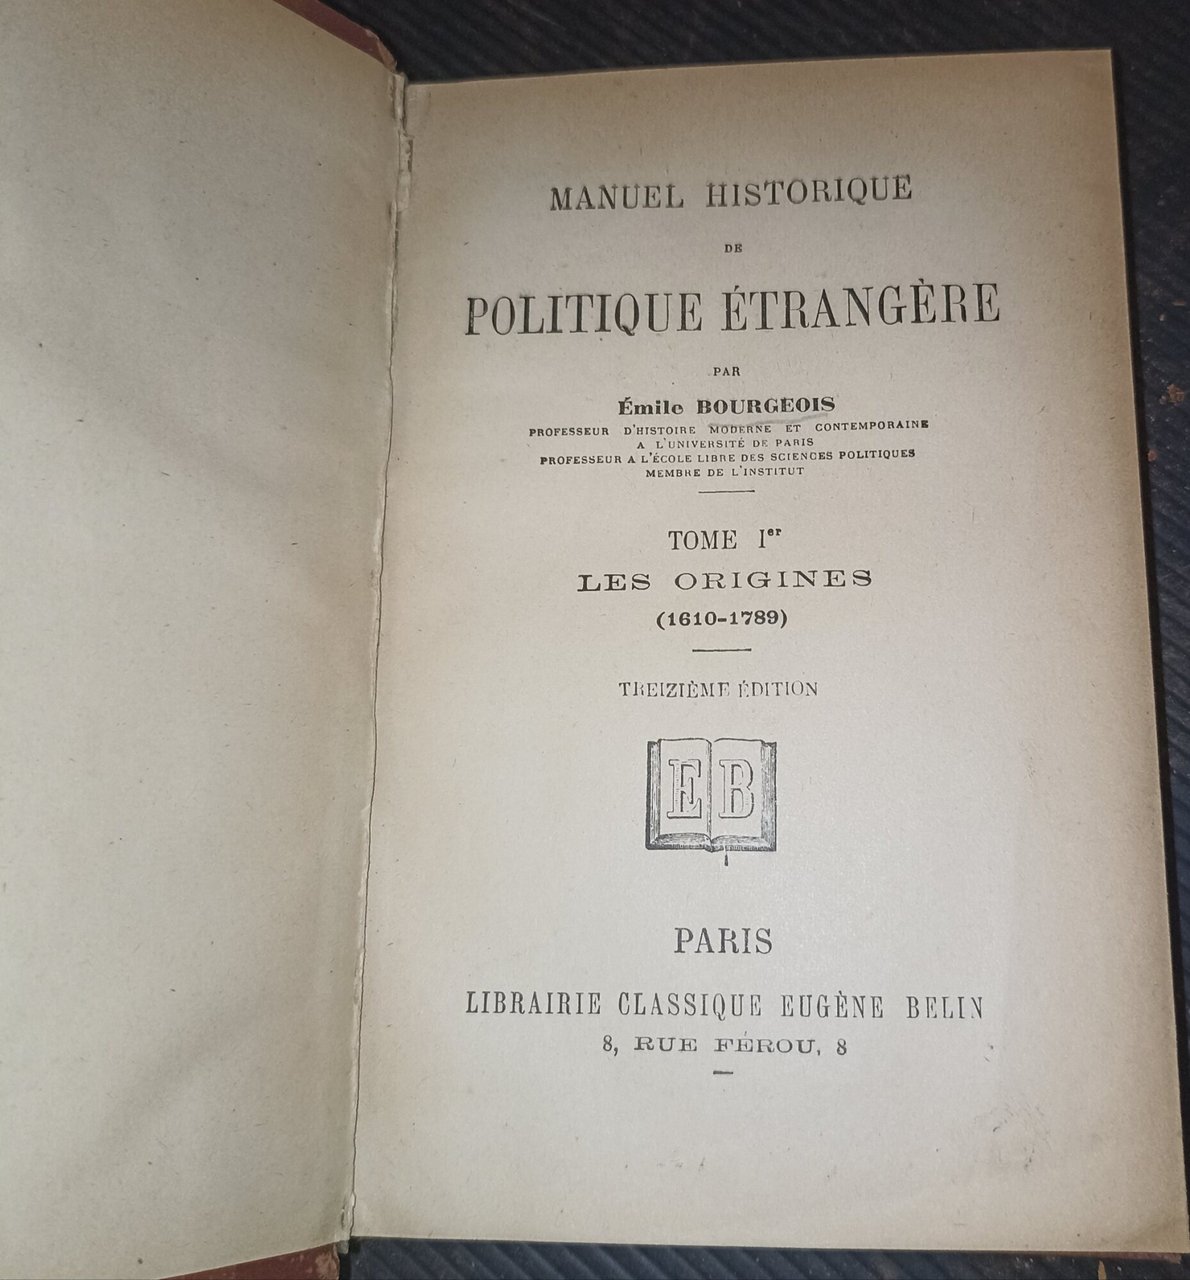 MANUEL HISTORIQUE
DE
POLITIQUE ÉTRANGÈRE
PAR
Émile BOURGEOIS
PROFESSEUR D'HISTOIRE MODERNE ET CONTEMPORAINE
A L'UNIVERSITÉ DE PARIS
PROFESSEUR A L'ÉCOLE LIBRE DES SCIENCES POLITIQUES
MEMBRE DE L'INSTITUT
TOME Ier
LES ORIGINES
(1610-1789)
TREIZIÈME ÉDITION
EB
PARIS
LIBRAIRIE CLASSIQUE EUGÈNE BELIN
8, RUE FÉROU, 8